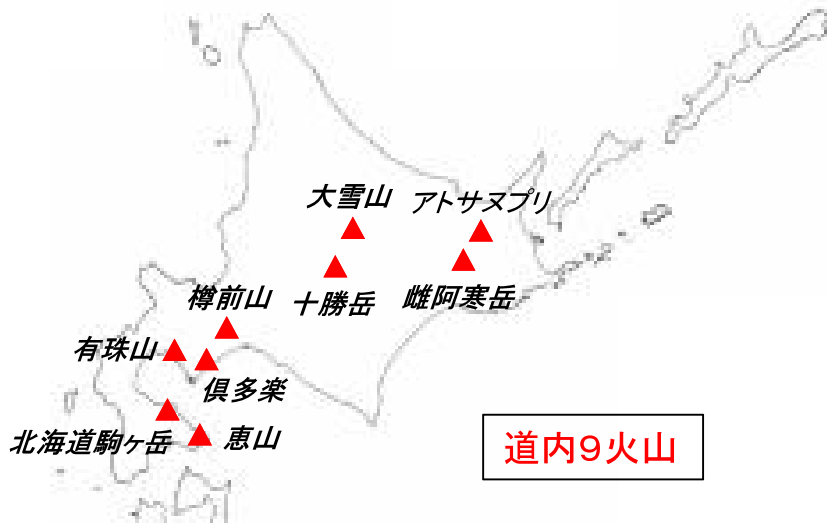 大雪山
アトサヌプリ
十勝岳
雌阿寒岳
樽前山
有珠山
倶多楽
北海道駒ヶ岳
恵山
道内9火山